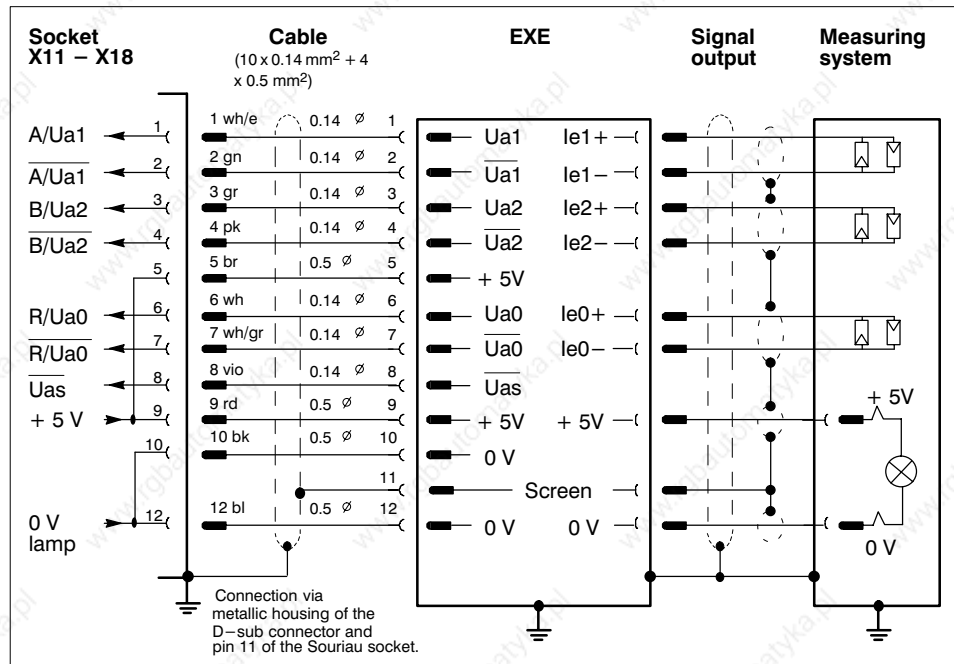 Socket
X11 – X18
Cable
(10 x 0.14 mm² + 4
x 0.5 mm²)
EXE
Signal
output
Measuring
system
A/Ua1 1 1 wh/e 0.14 ø 1 Ua1 Ie1+
A/Ua1 2 2 gn 0.14 ø 2 Ua1 Ie1–
B/Ua2 3 3 gr 0.14 ø 3 Ua2 Ie2+
B/Ua2 4 4 pk 0.14 ø 4 Ua2 Ie2–
5 5 br 0.5 ø 5 + 5V
R/Ua0 6 6 wh 0.14 ø 6 Ua0 Ie0+
R/Ua0 7 7 wh/gr 0.14 ø 7 Ua0 Ie0–
Uas 8 8 vio 0.14 ø 8 Uas
+ 5 V 9 9 rd 0.5 ø 9 + 5V + 5V + 5V
10 10 bk 0.5 ø 10 0 V
11 Screen
0 V 12 12 bl 0.5 ø 12 0 V 0 V 0 V
lamp
Connection via
metallic housing of the
D–sub connector and
pin 11 of the Souriau socket.
www.rgbautomatyka.pl